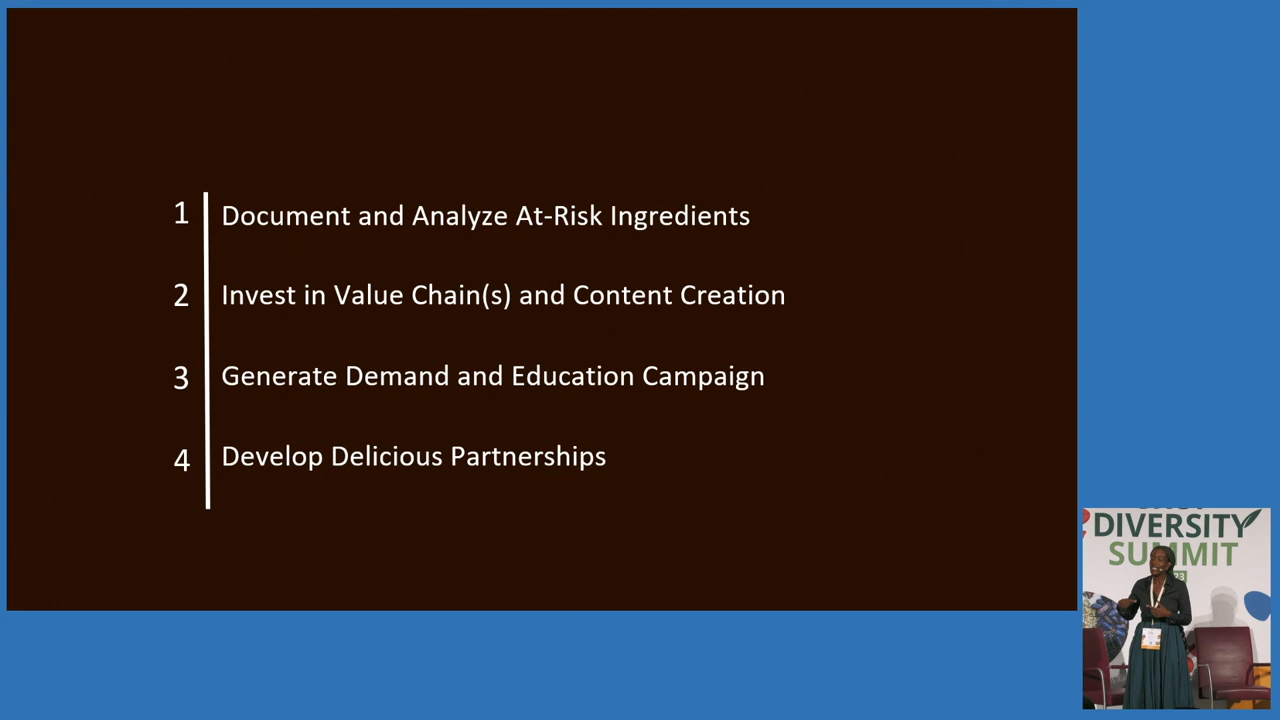 1 Document and Analyze At-Risk Ingredients
2 Invest in Value Chain(s) and Content Creation
3 Generate Demand and Education Campaign
4 Develop Delicious Partnerships
DIVERSITY
SUMMIT
23